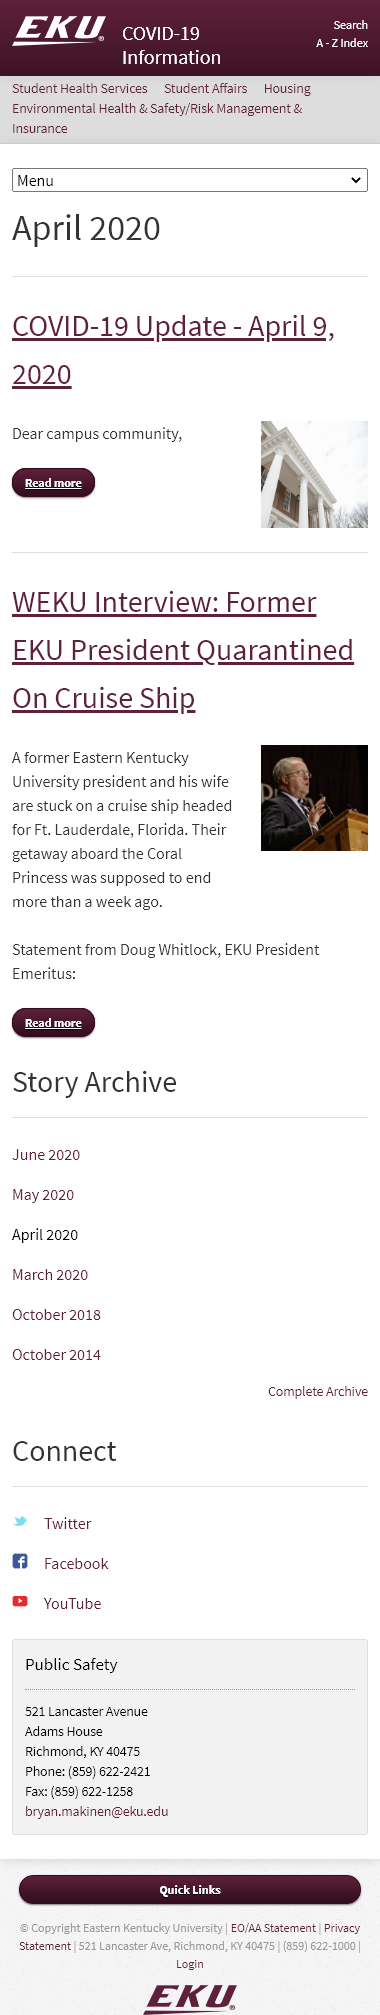 EKU
COVID-19
Information
Search
A - Z Index
Student Health Services Student Affairs Housing
Environmental Health & Safety/Risk Management &
Insurance
Menu
April 2020
COVID-19 Update - April 9,
2020
Dear campus community,
Read more
WEKU Interview: Former
EKU President Quarantined
On Cruise Ship
A former Eastern Kentucky
University president and his wife
are stuck on a cruise ship headed
for Ft. Lauderdale, Florida. Their
getaway aboard the Coral
Princess was supposed to end
more than a week ago.
Statement from Doug Whitlock, EKU President
Emeritus:
Read more
Story Archive
June 2020
May 2020
April 2020
March 2020
October 2018
October 2014
Complete Archive
Connect
Twitter
Facebook
YouTube
Public Safety
521 Lancaster Avenue
Adams House
Richmond, KY 40475
Phone: (859) 622-2421
Fax: (859) 622-1258
bryan.makinen@eku.edu
Quick Links
© Copyright Eastern Kentucky University | EO/AA Statement | Privacy
Statement | 521 Lancaster Ave, Richmond, KY 40475 | (859) 622-1000 |
Login
EKU